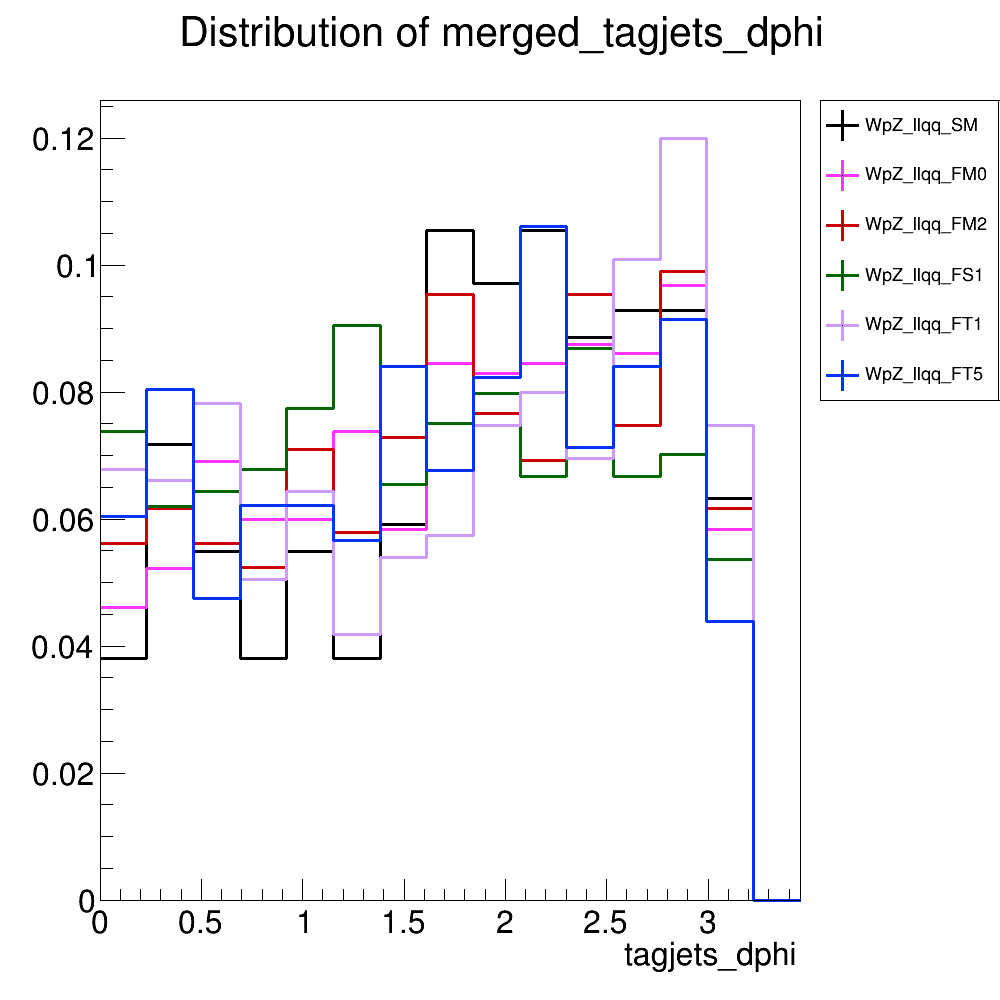 Distribution of merged_tagjets_dphi
0.12
0.1
0.08
0.06
0.04
0.02
0
0 0.5 1 1.5 2 2.5 3
tagjets_dphi
WpZ_llqq_SM
WpZ_llqq_FM0
WpZ_llqq_FM2
WpZ_llqq_FS1
WpZ_llqq_FT1
WpZ_llqq_FT5